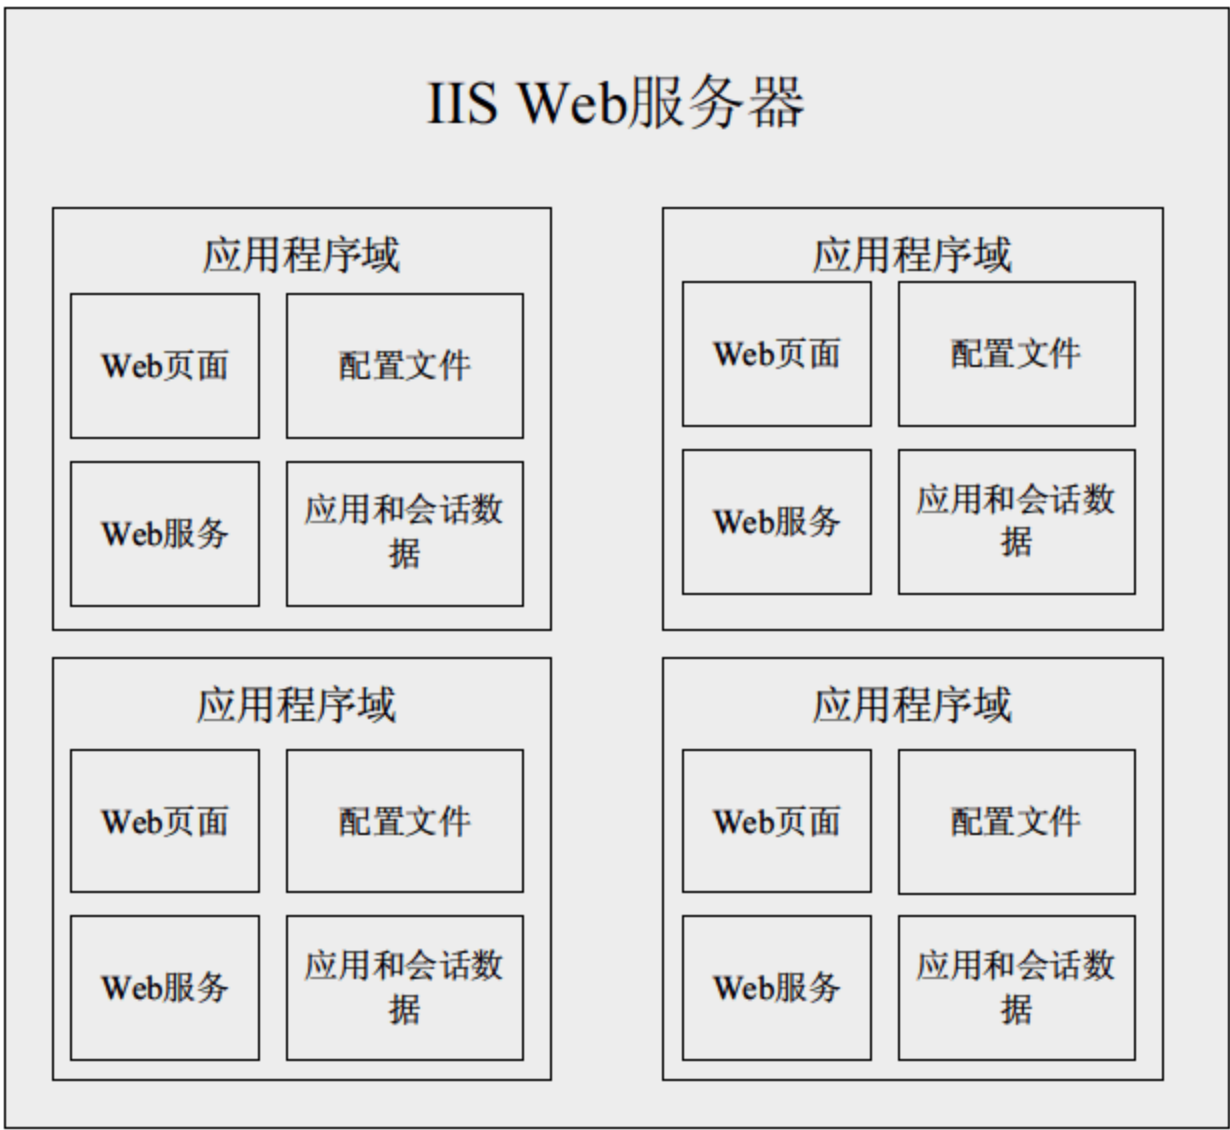 IIS Web服务器
应用程序域
Web页面
配置文件
Web服务
应用和会话数
据
应用程序域
Web页面
配置文件
Web服务
应用和会话数
据
应用程序域
Web页面
配置文件
Web服务
应用和会话数
据
应用程序域
Web页面
配置文件
Web服务
应用和会话数
据